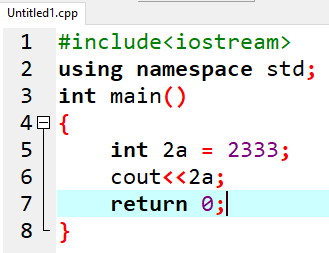 Untitled1.cpp
1 #include<iostream>
2 using namespace std;
3 int main()
4 {
5 int 2a = 2333;
6 cout<<2a;
7 return 0;
8 }